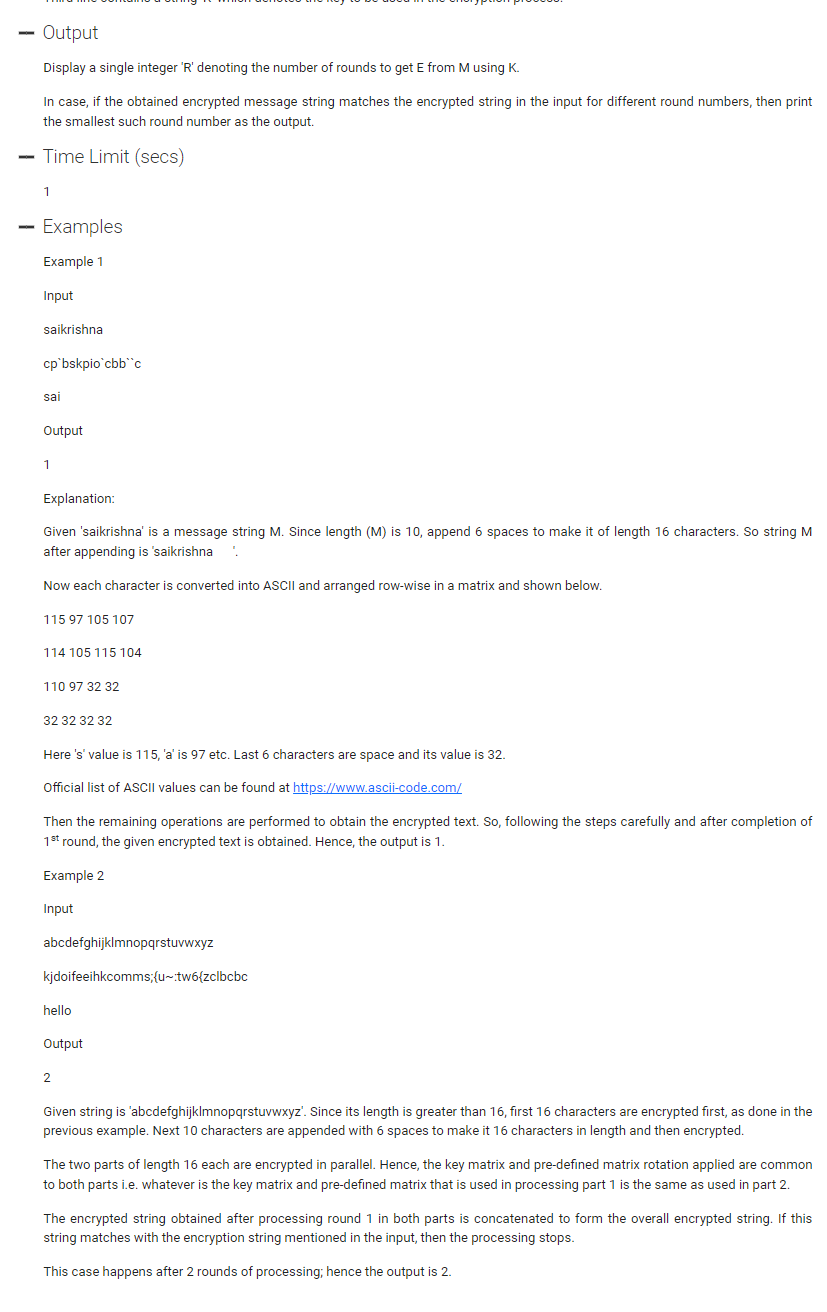 Third line contains a string 'K' which denotes the key to be used in the encryption process.
Output
Display a single integer 'R' denoting the number of rounds to get E from M using K.
In case, if the obtained encrypted message string matches the encrypted string in the input for different round numbers, then print
the smallest such round number as the output.
Time Limit (secs)
1
Examples
Example 1
Input
saikrishna
cp`bskpio`cbb``c
sai
Output
1
Explanation:
Given 'saikrishna' is a message string M. Since length (M) is 10, append 6 spaces to make it of length 16 characters. So string M
after appending is 'saikrishna      '.
Now each character is converted into ASCII and arranged row-wise in a matrix and shown below.
115 97 105 107
114 105 115 104
110 97 32 32
32 32 32 32
Here 's' value is 115, 'a' is 97 etc. Last 6 characters are space and its value is 32.
Official list of ASCII values can be found at https://www.ascii-code.com/
Then the remaining operations are performed to obtain the encrypted text. So, following the steps carefully and after completion of
1st round, the given encrypted text is obtained. Hence, the output is 1.
Example 2
Input
abcdefghijklmnopqrstuvwxyz
kjdoifeeihkcomms;{u~:tw6{zclbcbc
hello
Output
2
Given string is 'abcdefghijklmnopqrstuvwxyz'. Since its length is greater than 16, first 16 characters are encrypted first, as done in the
previous example. Next 10 characters are appended with 6 spaces to make it 16 characters in length and then encrypted.
The two parts of length 16 each are encrypted in parallel. Hence, the key matrix and pre-defined matrix rotation applied are common
to both parts i.e. whatever is the key matrix and pre-defined matrix that is used in processing part 1 is the same as used in part 2.
The encrypted string obtained after processing round 1 in both parts is concatenated to form the overall encrypted string. If this
string matches with the encryption string mentioned in the input, then the processing stops.
This case happens after 2 rounds of processing; hence the output is 2.